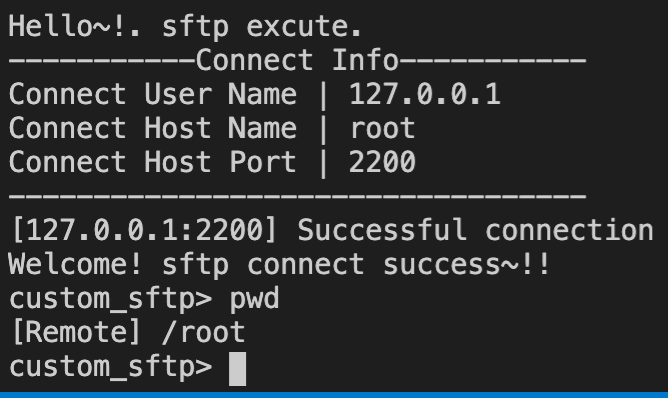 Hello~!. sftp excute.
-----------Connect Info-----------
Connect User Name | 127.0.0.1
Connect Host Name | root
Connect Host Port | 2200
----------------------------------
[127.0.0.1:2200] Successful connection
Welcome! sftp connect success~!!
custom_sftp> pwd
[Remote] /root
custom_sftp>